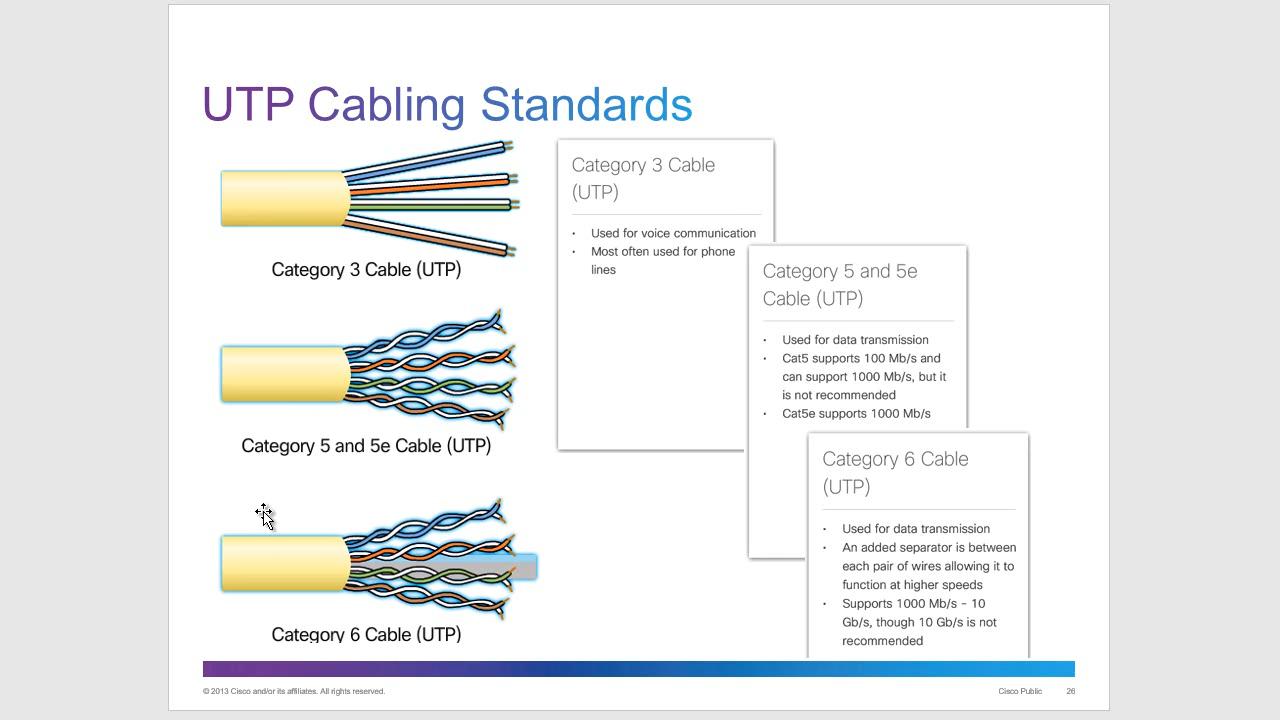 UTP Cabling Standards
Category 3 Cable (UTP)
Category 5 and 5e Cable (UTP)
Category 6 Cable (UTP)
Category 3 Cable
(UTP)
• Used for voice communication
• Most often used for phone
lines
Category 5 and 5e
Cable (UTP)
• Used for data transmission
• Cat5 supports 100 Mb/s and
can support 1000 Mb/s, but it
is not recommended
• Cat5e supports 1000 Mb/s
Category 6 Cable
(UTP)
• Used for data transmission
• An added separator is between
each pair of wires allowing it to
function at higher speeds
• Supports 1000 Mb/s – 10
Gb/s, though 10 Gb/s is not
recommended
© 2013 Cisco and/or its affiliates. All rights reserved.
Cisco Public
26